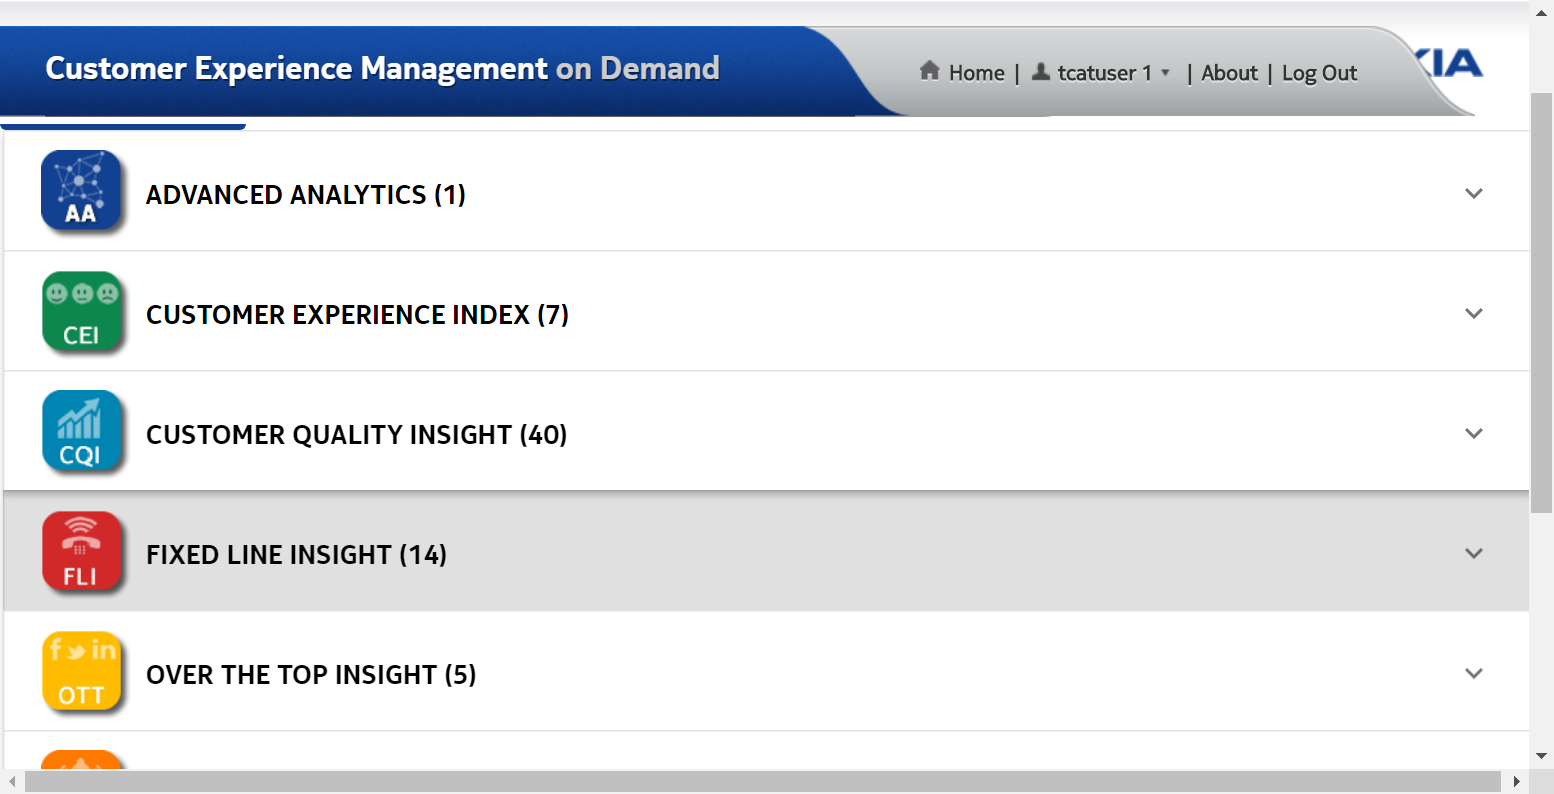 Customer Experience Management on Demand
Home | tcatuser 1 | About | Log Out
KIA
AA
ADVANCED ANALYTICS (1)
CEI
CUSTOMER EXPERIENCE INDEX (7)
CQI
CUSTOMER QUALITY INSIGHT (40)
FLI
FIXED LINE INSIGHT (14)
f in
OTT
OVER THE TOP INSIGHT (5)